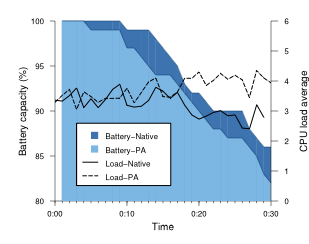 100
95
90
85
80
Battery capacity (%)
6
5
4
3
2
1
0
CPU load average
Battery−Native
Battery−PA
Load−Native
Load−PA
0:00
0:10
0:20
0:30
Time